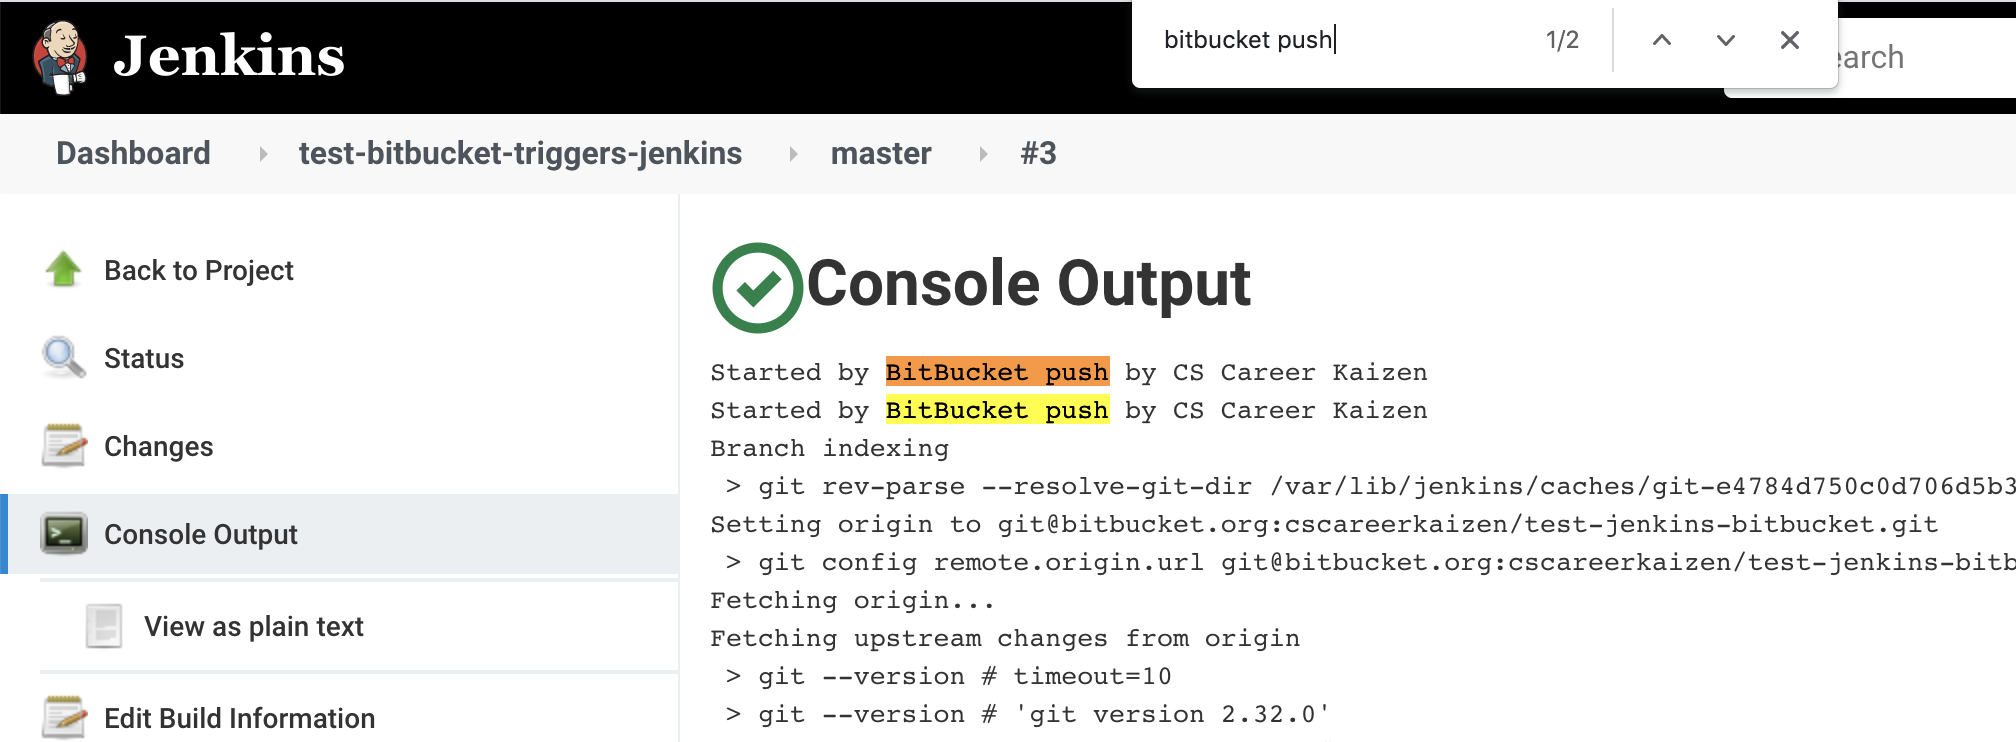 Jenkins
bitbucket push 1/2
earch
Dashboard test-bitbucket-triggers-jenkins master #3
Back to Project
Status
Changes
Console Output
View as plain text
Edit Build Information
Console Output
Started by BitBucket push by CS Career Kaizen
Started by BitBucket push by CS Career Kaizen
Branch indexing
> git rev-parse --resolve-git-dir /var/lib/jenkins/caches/git-e4784d750c0d706d5b3
Setting origin to git@bitbucket.org:cscareerkaizen/test-jenkins-bitbucket.git
> git config remote.origin.url git@bitbucket.org:cscareerkaizen/test-jenkins-bitb
Fetching origin...
Fetching upstream changes from origin
> git --version # timeout=10
> git --version # 'git version 2.32.0'